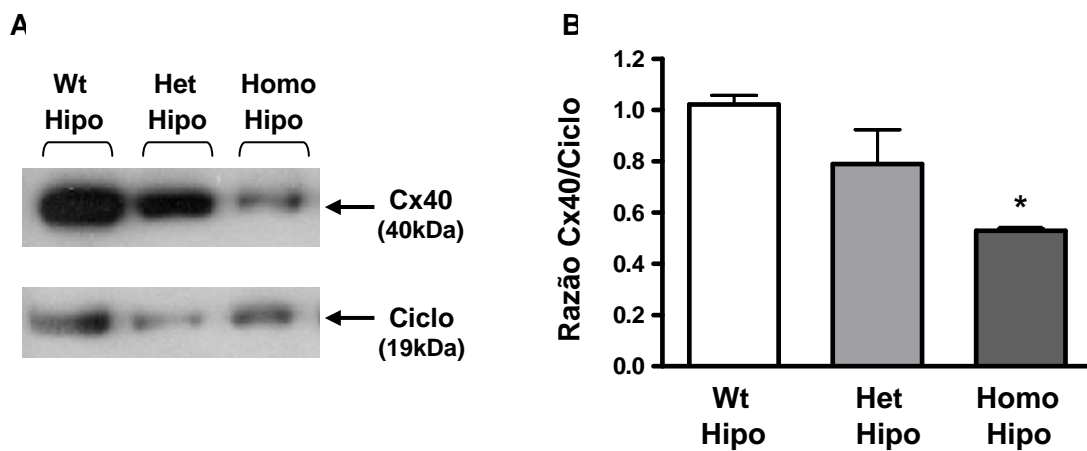 A
Wt Het Homo
Hipo Hipo Hipo
Cx40
(40kDa)
Ciclo
(19kDa)
B
Razão Cx40/Ciclo
1.2
1.0
0.8
0.6
0.4
0.2
0.0
*
Wt Het Homo
Hipo Hipo Hipo